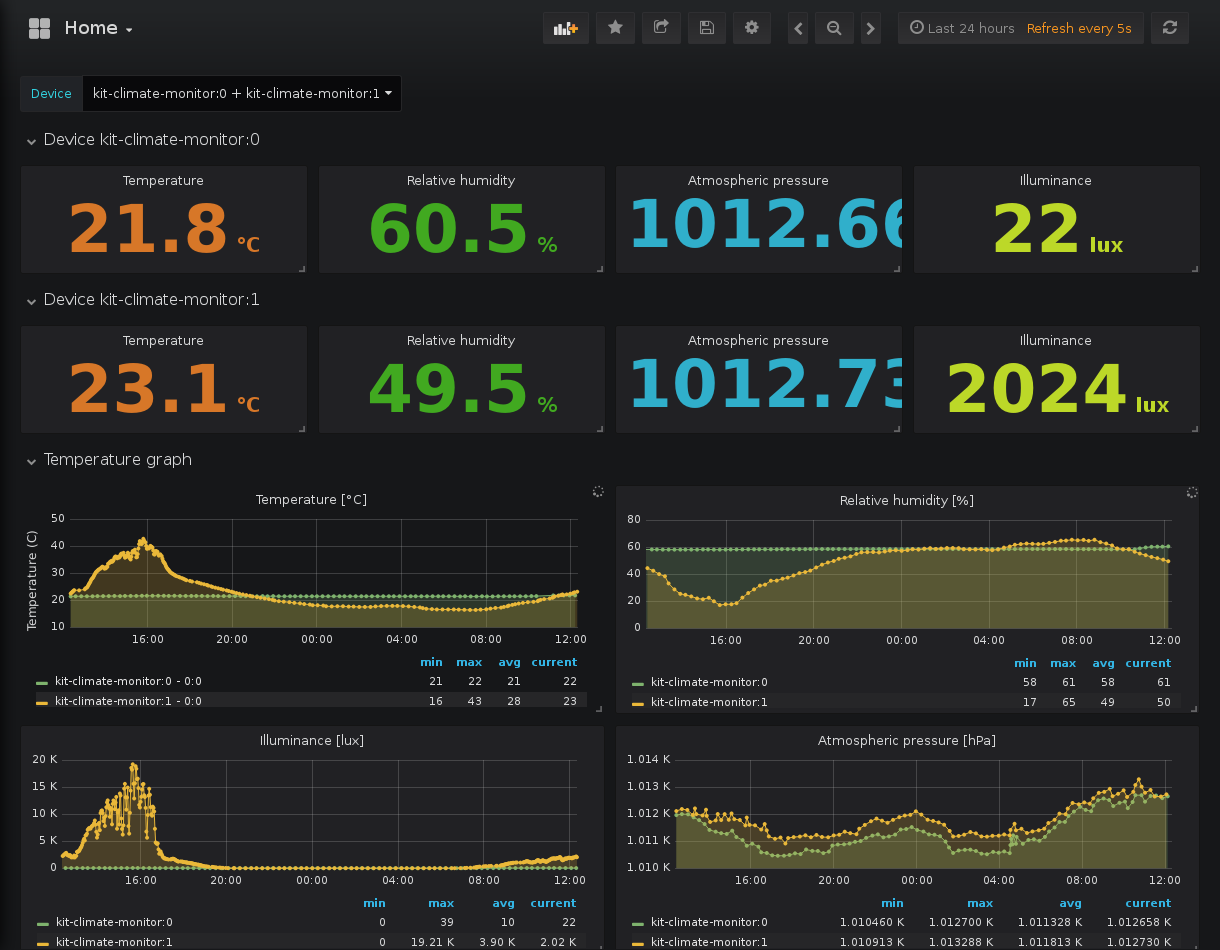 Home
Last 24 hours Refresh every 5s
Device kit-climate-monitor:0 + kit-climate-monitor:1
Device kit-climate-monitor:0
Temperature Relative humidity Atmospheric pressure Illuminance
21.8 °C 60.5 % 1012.66 22 lux
Device kit-climate-monitor:1
Temperature Relative humidity Atmospheric pressure Illuminance
23.1 °C 49.5 % 1012.73 2024 lux
Temperature graph
Temperature [°C]
Temperature (C)
50
40
30
20
10
16:00 20:00 00:00 04:00 08:00 12:00
min max avg current
kit-climate-monitor:0 - 0:0 21 22 21 22
kit-climate-monitor:1 - 0:0 16 43 28 23
Relative humidity [%]
80
60
40
20
0
16:00 20:00 00:00 04:00 08:00 12:00
min max avg current
kit-climate-monitor:0 58 61 58 61
kit-climate-monitor:1 17 65 49 50
Illuminance [lux]
20 K
15 K
10 K
5 K
0
16:00 20:00 00:00 04:00 08:00 12:00
min max avg current
kit-climate-monitor:0 0 39 10 22
kit-climate-monitor:1 0 19.21 K 3.90 K 2.02 K
Atmospheric pressure [hPa]
1.014 K
1.013 K
1.012 K
1.011 K
1.010 K
16:00 20:00 00:00 04:00 08:00 12:00
min max avg current
kit-climate-monitor:0 1.010460 K 1.012700 K 1.011328 K 1.012658 K
kit-climate-monitor:1 1.010913 K 1.013288 K 1.011813 K 1.012730 K